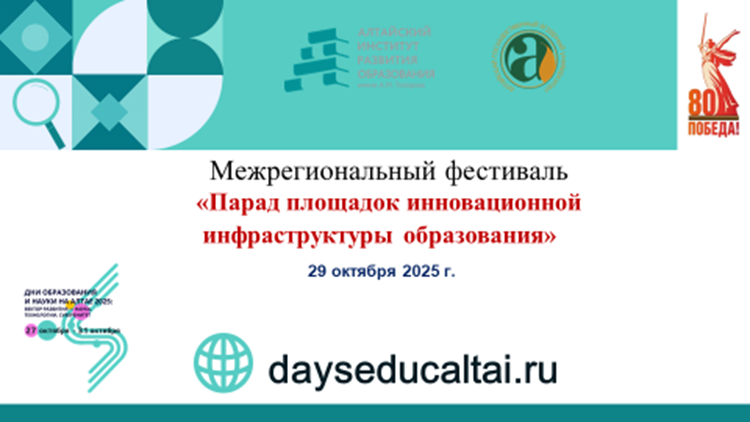 АЛТАЙСКИЙ
ИНСТИТУТ
РАЗВИТИЯ
ОБРАЗОВАНИЯ
80
ПОБЕДА!
Межрегиональный фестиваль
«Парад площадок инновационной
инфраструктуры образования»
29 октября 2025 г.
ДНИ ОБРАЗОВАНИЯ
И НАУКИ НА АЛТАЕ 2025:
27 октября - 31 октября
dayseducaltai.ru